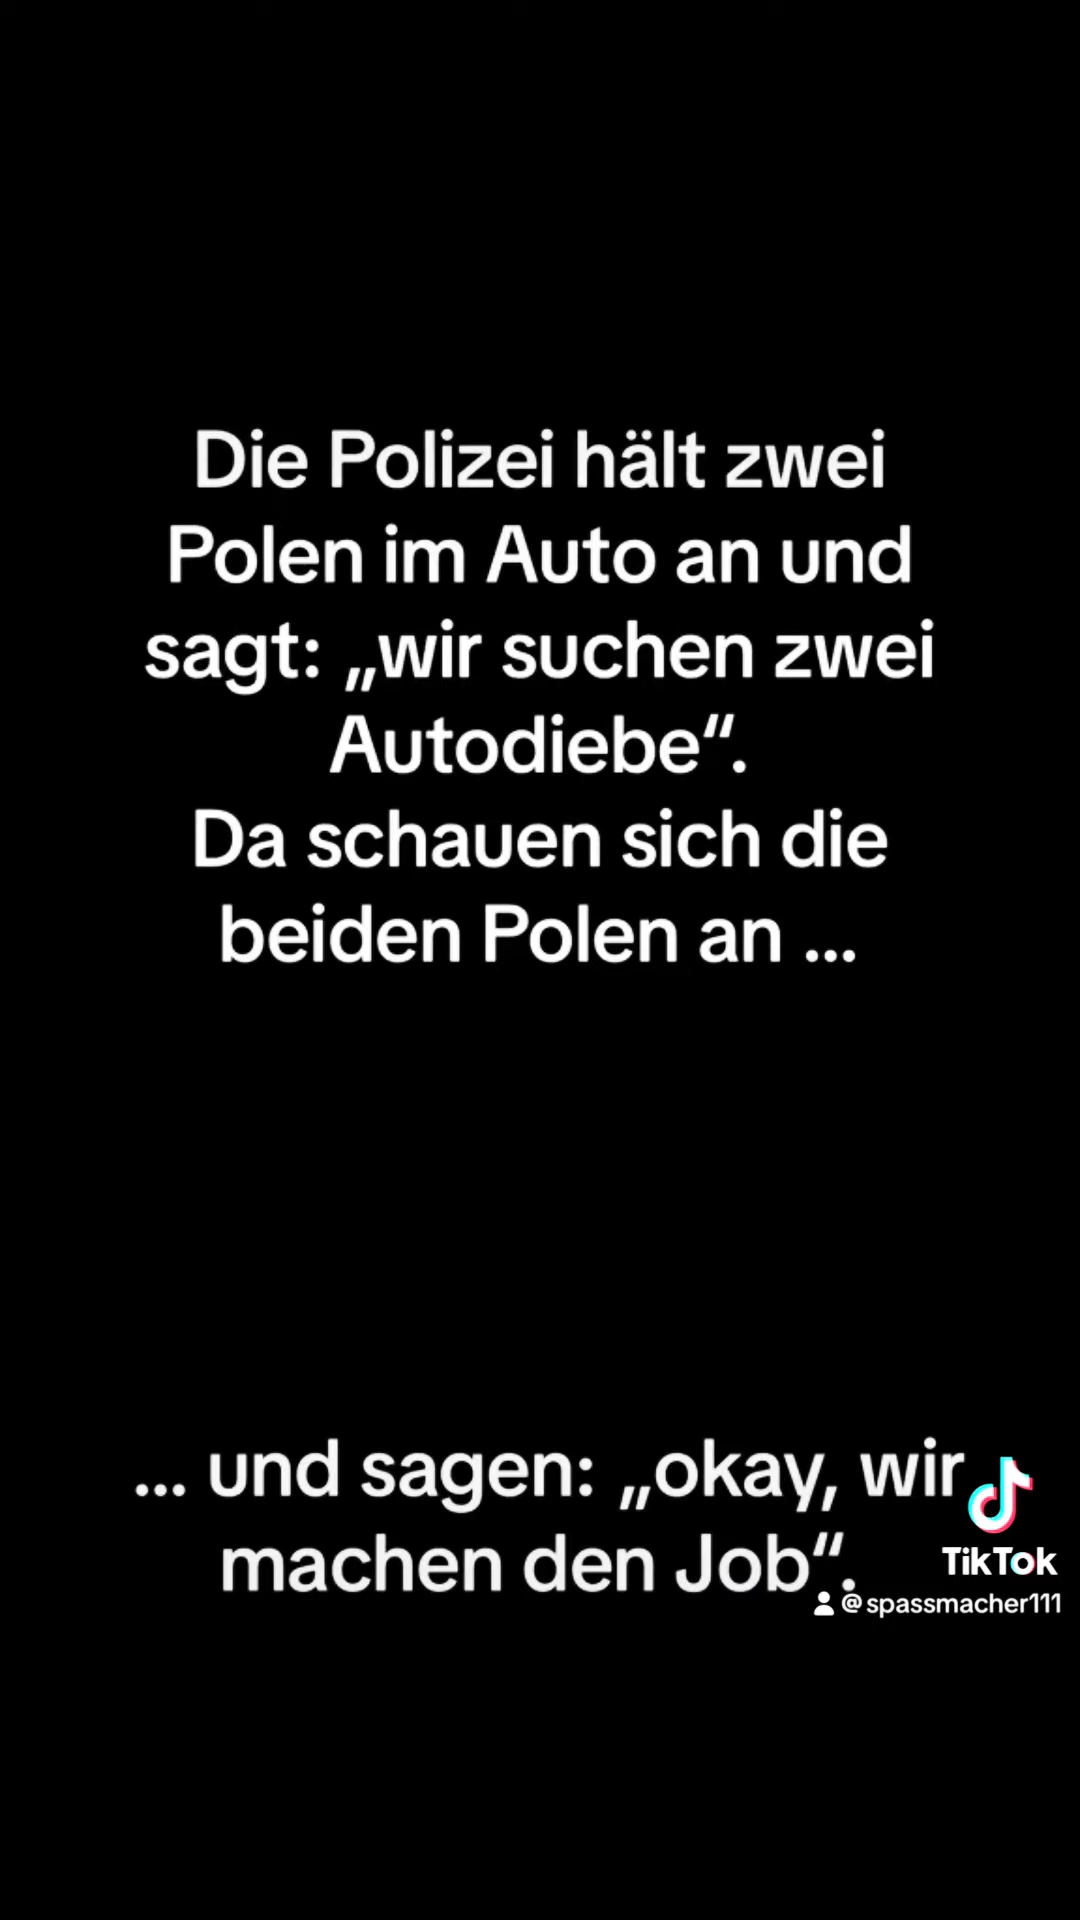 Die Polizei hält zwei
Polen im Auto an und
sagt: „wir suchen zwei
Autodiebe“.
Da schauen sich die
beiden Polen an ...
... und sagen: „okay, wir
machen den Job“.
TikTok
@spassmacher111